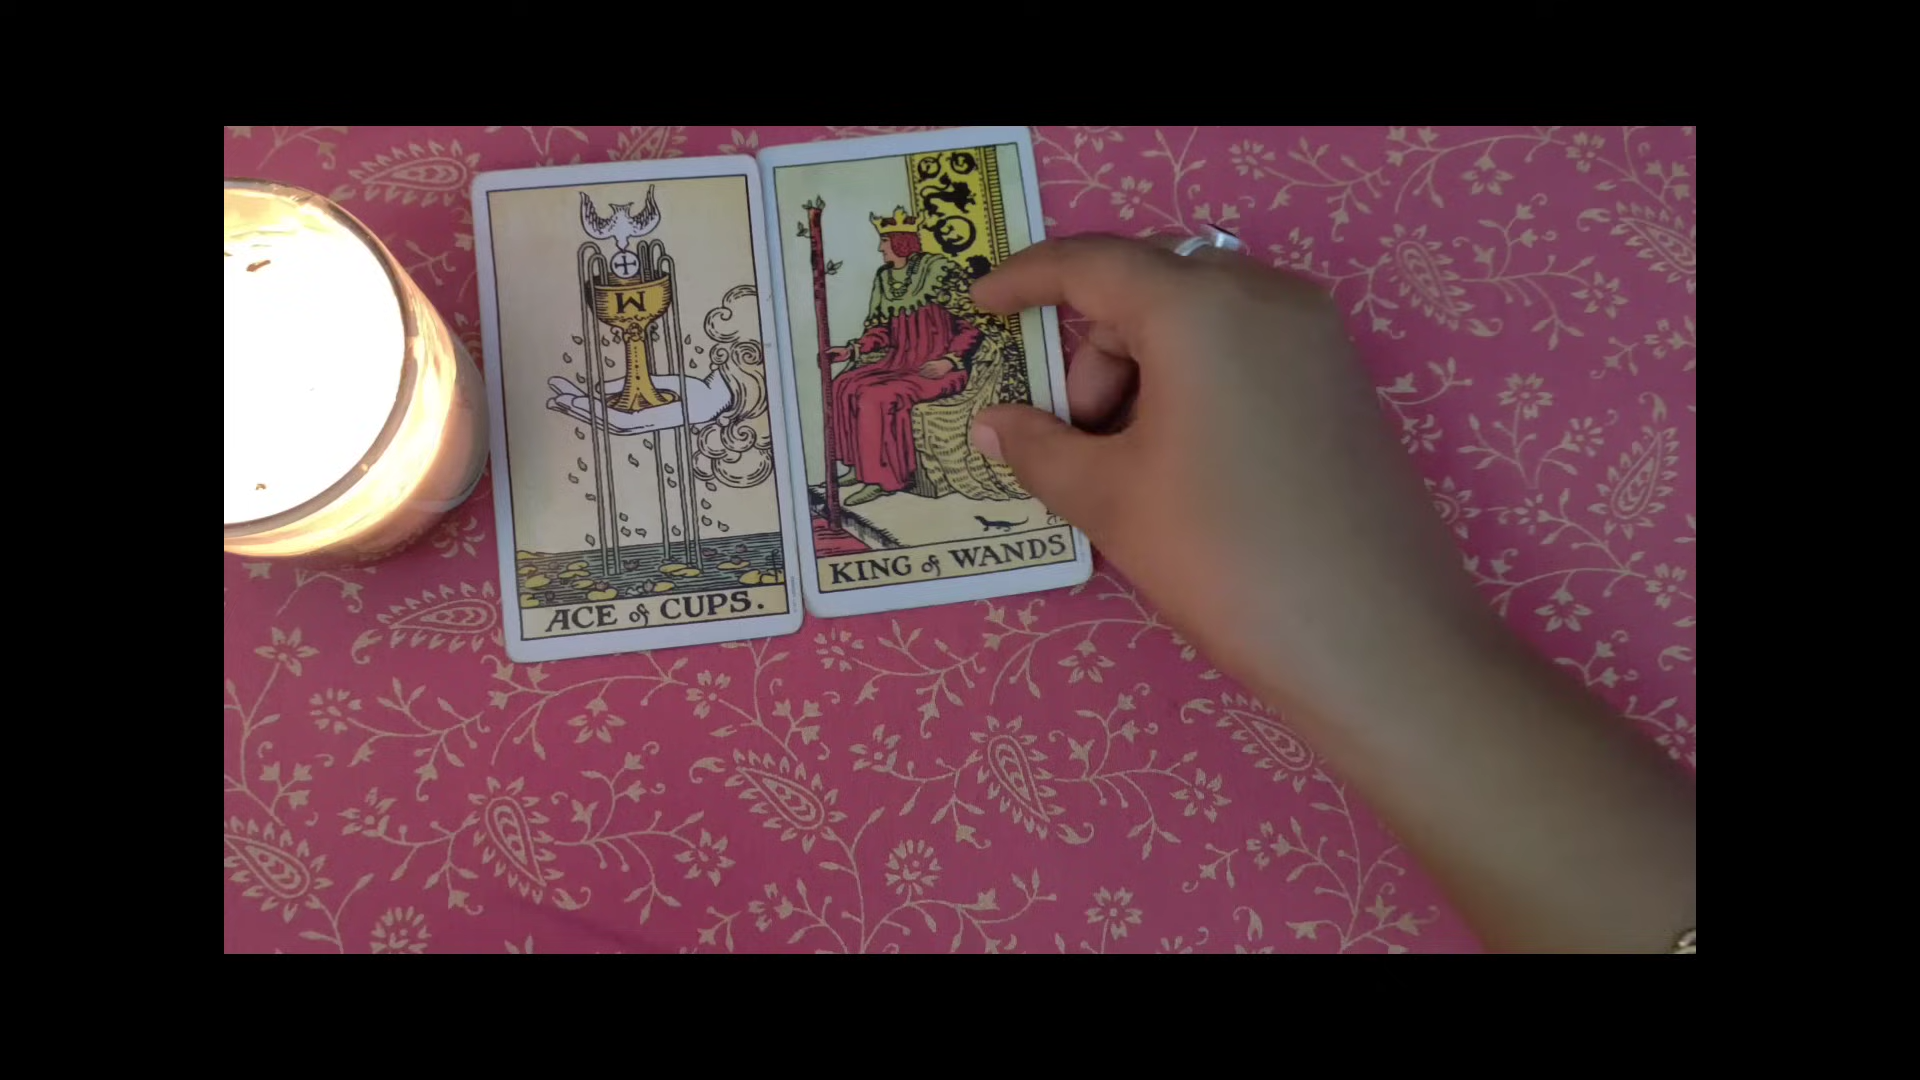 W
ACE of CUPS.
KING of WANDS